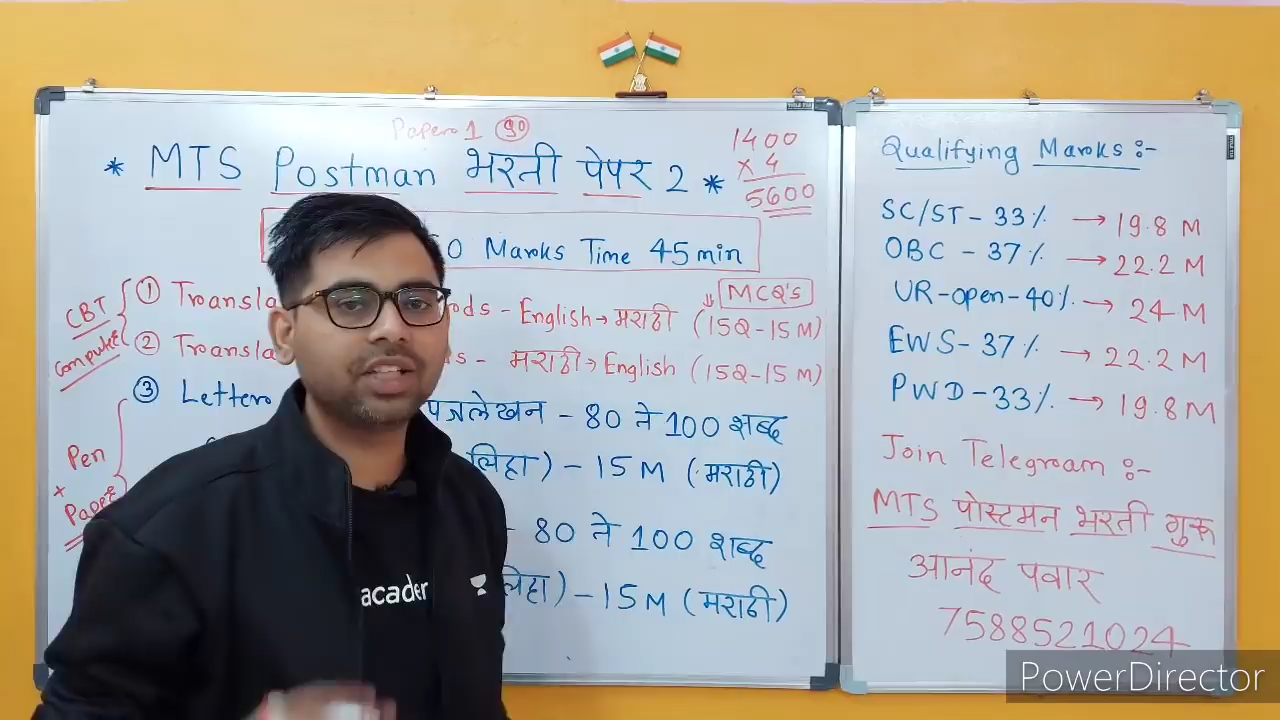 Paper 1 90
* MTS Postman भरती पेपर 2 *
1400
× 4
5600
0 Marks Time 45 min
MCQ's
CBT
Computer
① Transla ods - English → मराठी (15Q - 15 M)
② Transla s - मराठी → English (15Q - 15 M)
Pen
+
Paper
③ Letter पत्रलेखन - 80 ते 100 शब्द
लिहा) - 15 M (मराठी)
- 80 ते 100 शब्द
लिहा) - 15 M (मराठी)
acader
Qualifying Marks :-
SC/ST - 33% → 19.8 M
OBC - 37% → 22.2 M
UR-open-40% → 24 M
EWS - 37% → 22.2 M
PWD - 33% → 19.8 M
Join Telegram :-
MTS पोस्टमन भरती गुरू
आनंद पवार
7588521024
PowerDirector